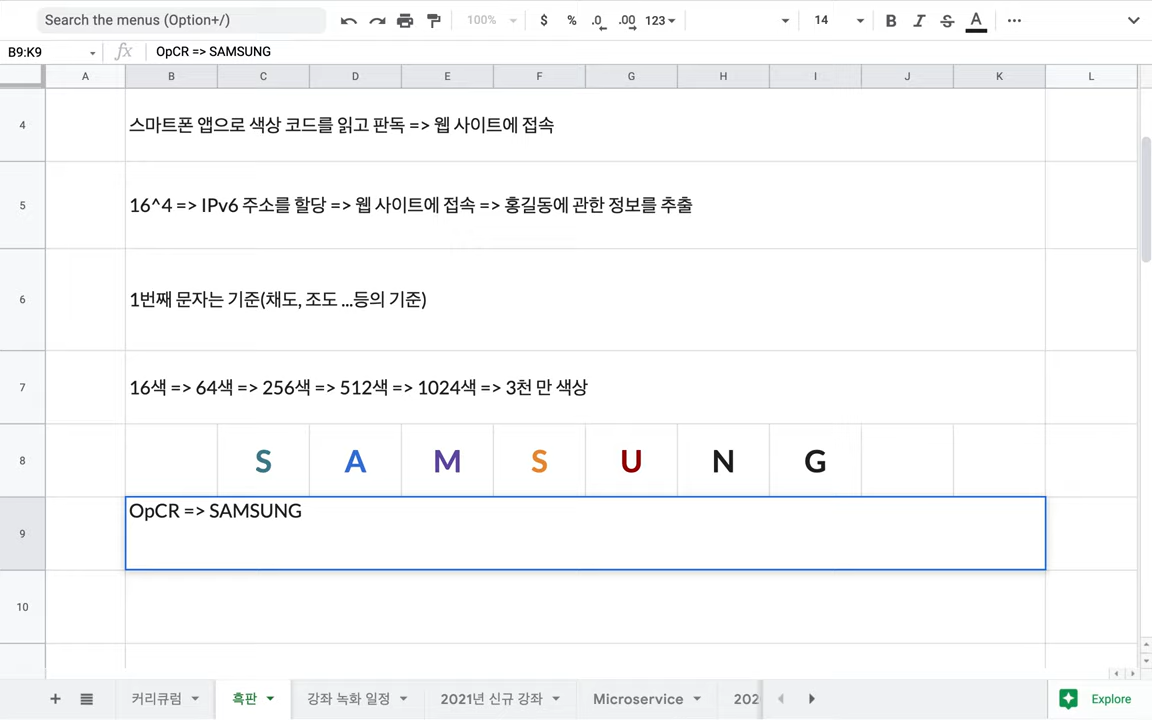 Search the menus (Option+/)
100% $ % .0 .00 123 14 B I S A ...
B9:K9 fx OpCR => SAMSUNG
A B C D E F G H I J K L
4 스마트폰 앱으로 색상 코드를 읽고 판독 => 웹 사이트에 접속
5 16^4 => IPv6 주소를 할당 => 웹 사이트에 접속 => 홍길동에 관한 정보를 추출
6 1번째 문자는 기준(채도, 조도 ...등의 기준)
7 16색 => 64색 => 256색 => 512색 => 1024색 => 3천 만 색상
8 S A M S U N G
9 OpCR => SAMSUNG
10
커리큐럼 흑판 강좌 녹화 일정 2021년 신규 강좌 Microservice 202 Explore